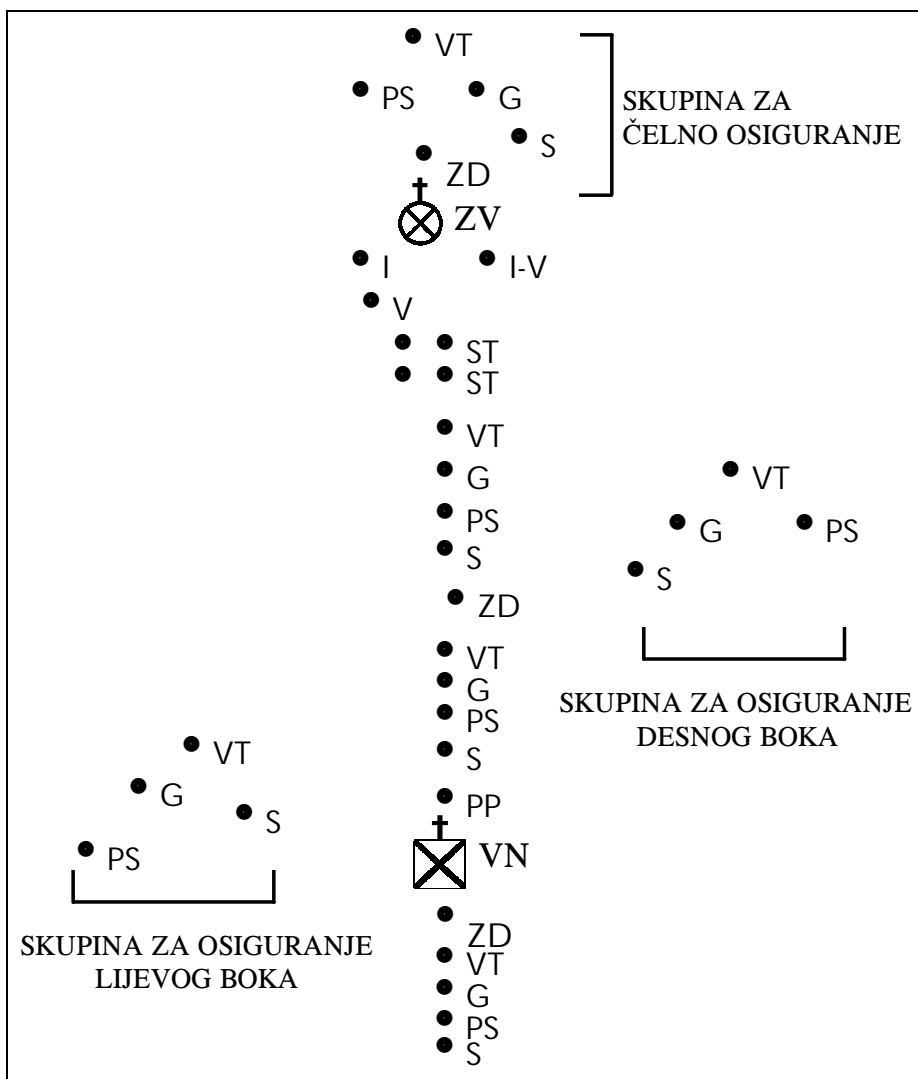 VT
PS
G
S
ZD
SKUPINA ZA
ČELNO OSIGURANJE
ZV
I
I-V
V
ST
ST
VT
G
PS
S
ZD
VT
G
PS
S
PP
VN
ZD
VT
G
PS
S
VT
G
PS
S
SKUPINA ZA OSIGURANJE
DESNOG BOKA
VT
G
S
PS
SKUPINA ZA OSIGURANJE
LIJEVOG BOKA